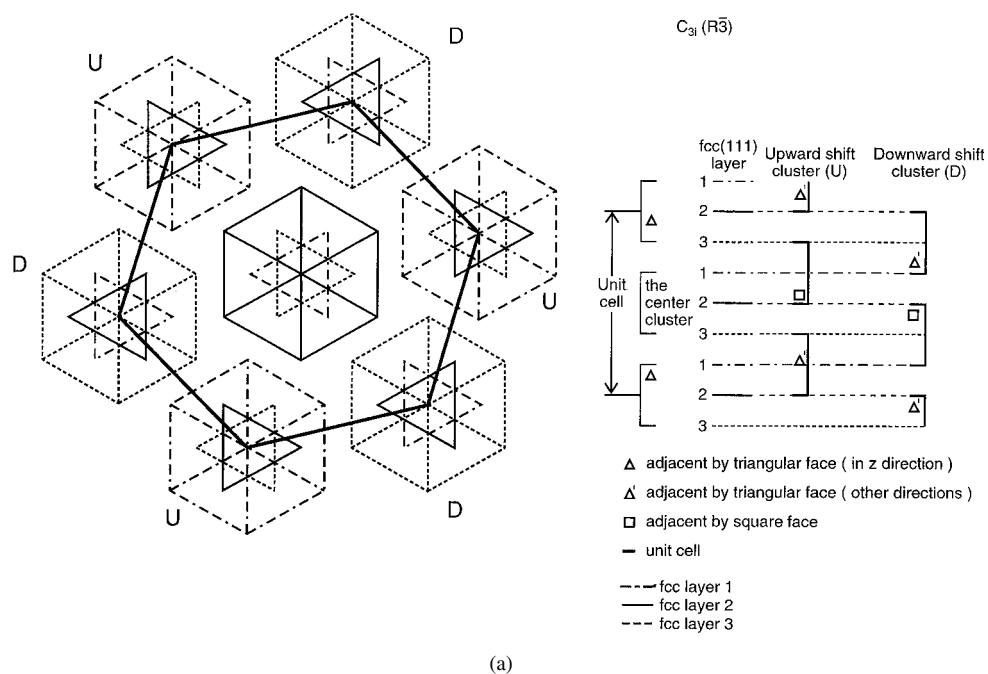 U
D
D
U
D
U
D
U
C3i (R3̄)
fcc(111) layer
Upward shift cluster (U)
Downward shift cluster (D)
1
2
3
1
2
3
1
2
3
Unit cell
the center cluster
Δ
Δ
Δ'
Δ'
Δ'
Δ'
□
□
Δ adjacent by triangular face ( in z direction )
Δ' adjacent by triangular face ( other directions )
□ adjacent by square face
unit cell
fcc layer 1
fcc layer 2
fcc layer 3
(a)